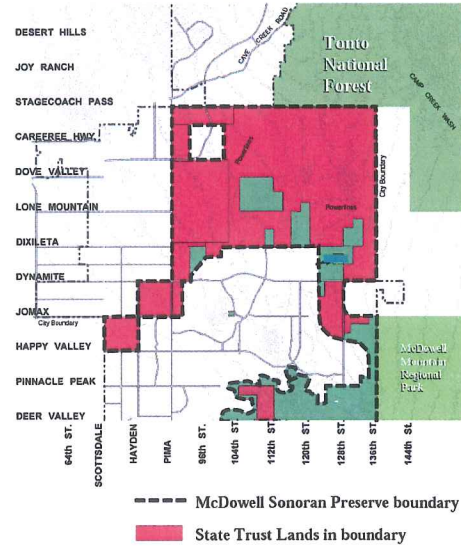 DESERT HILLS
JOY RANCH
STAGECOACH PASS
CAREFREE HWY.
DOVE VALLEY
LONE MOUNTAIN
DIXILETA
DYNAMITE
JOMAX
City Boundary
HAPPY VALLEY
PINNACLE PEAK
DEER VALLEY
CAVE CREEK ROAD
Tonto
National
Forest
CAMP CREEK WASH
Powerlines
City Boundary
Powerlines
McDowell
Mountain
Regional
Park
64th ST.
SCOTTSDALE
HAYDEN
PIMA
96th ST.
104th ST.
112th ST.
120th ST.
128th ST.
136th ST.
144th St.
McDowell Sonoran Preserve boundary
State Trust Lands in boundary